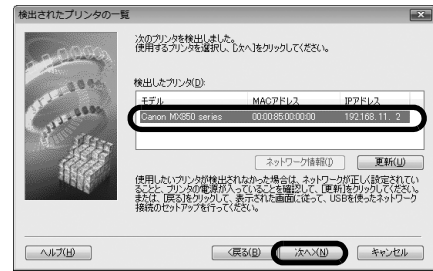 検出されたプリンタの一覧
次のプリンタを検出しました。
使用するプリンタを選択し、[次へ]をクリックしてください。
検出したプリンタ(D):
モデル MACアドレス IPアドレス
Canon MX850 series 00:00:85:00:00:00 192.168. 11. 2
ネットワーク情報(I) 更新(U)
使用したいプリンタが検出されなかった場合は、ネットワークが正しく設定されてい
ることと、プリンタの電源が入っていることを確認して、[更新]をクリックしてください。
または、[戻る]をクリックして、表示された画面に従って、USBを使ったネットワーク
接続のセットアップを行ってください。
ヘルプ(H) <戻る(B) 次へ>(N) キャンセル